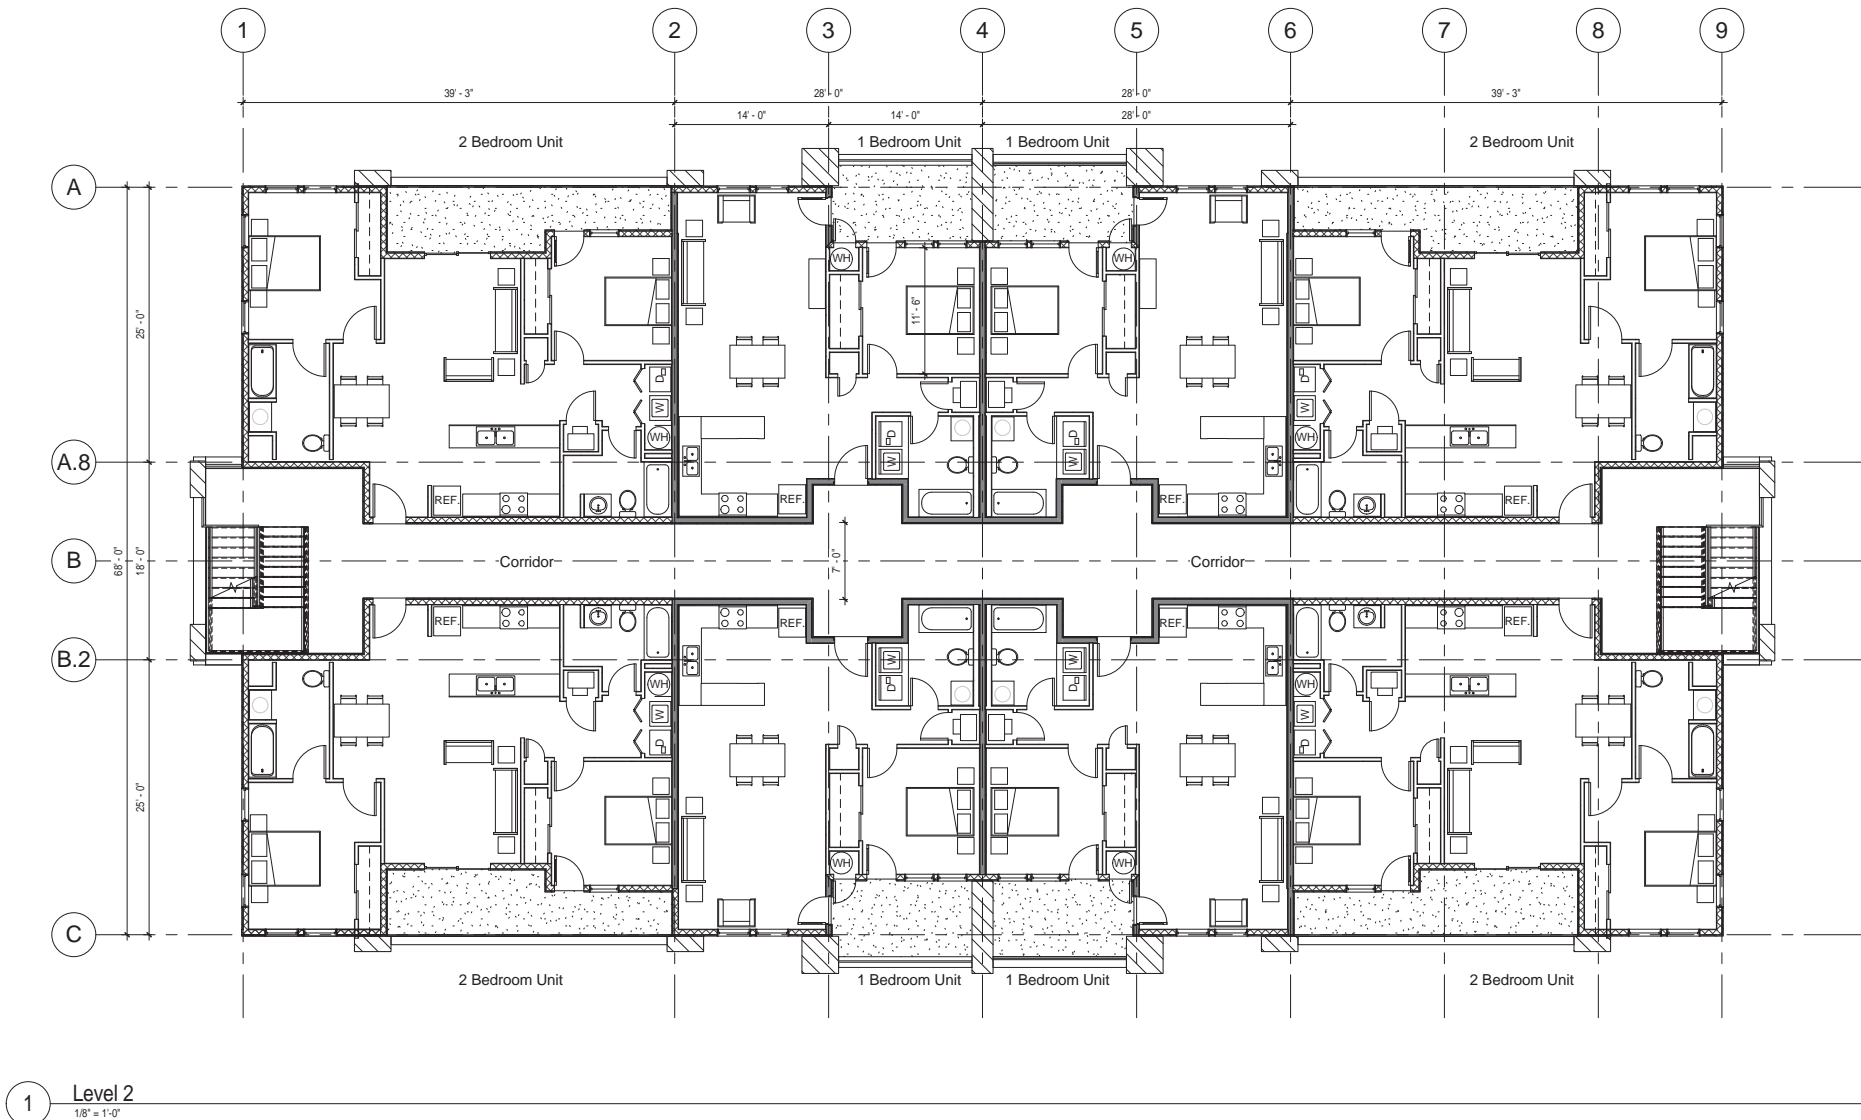 1 2 3 4 5 6 7 8 9
39' - 3" 28' - 0" 28' - 0" 39' - 3"
14' - 0" 14' - 0" 28' - 0"
2 Bedroom Unit 1 Bedroom Unit 1 Bedroom Unit 2 Bedroom Unit
A
WH WH
11' - 6"
25' - 0"
D D
W W
WH D D WH
A.8
W W
REF. REF. REF. REF.
B
68' - 0"
18' - 0"
Corridor
7' - 0"
Corridor
REF. REF. REF. REF.
B.2
W W
WH D D WH
W W
D D
25' - 0"
WH WH
C
2 Bedroom Unit 1 Bedroom Unit 1 Bedroom Unit 2 Bedroom Unit
1
Level 2
1/8" = 1'-0"